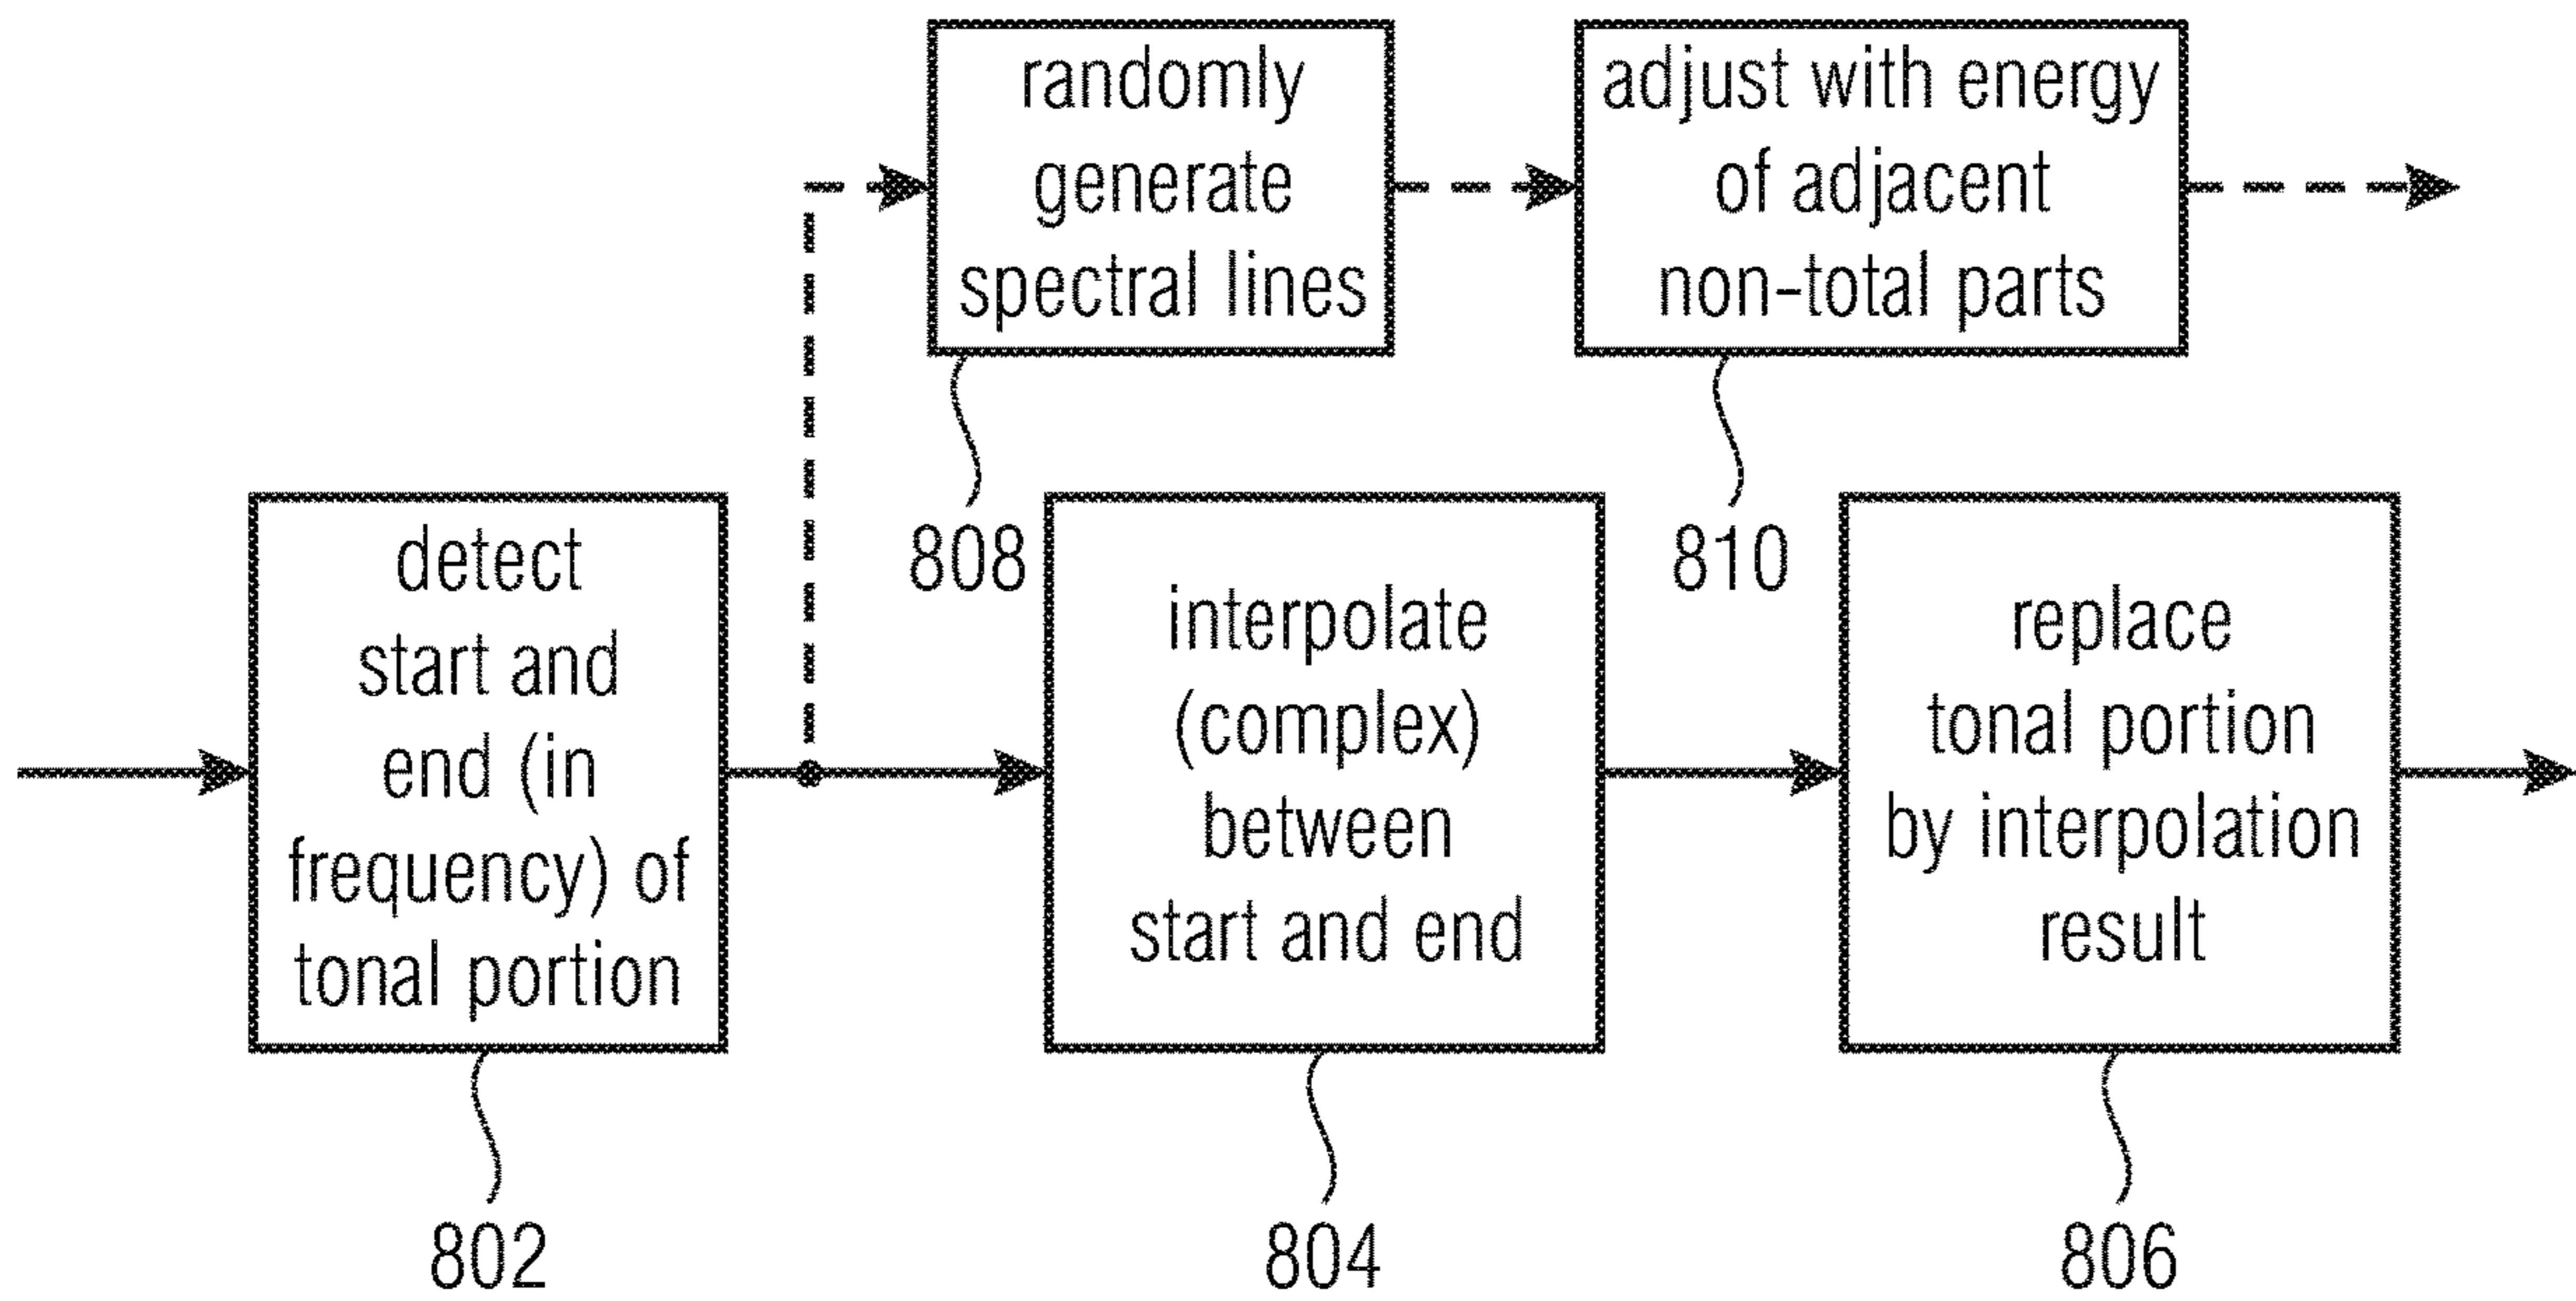 randomly
generate
spectral lines
adjust with energy
of adjacent
non-total parts
808
810
detect
start and
end (in
frequency) of
tonal portion
interpolate
(complex)
between
start and end
replace
tonal portion
by interpolation
result
802
804
806